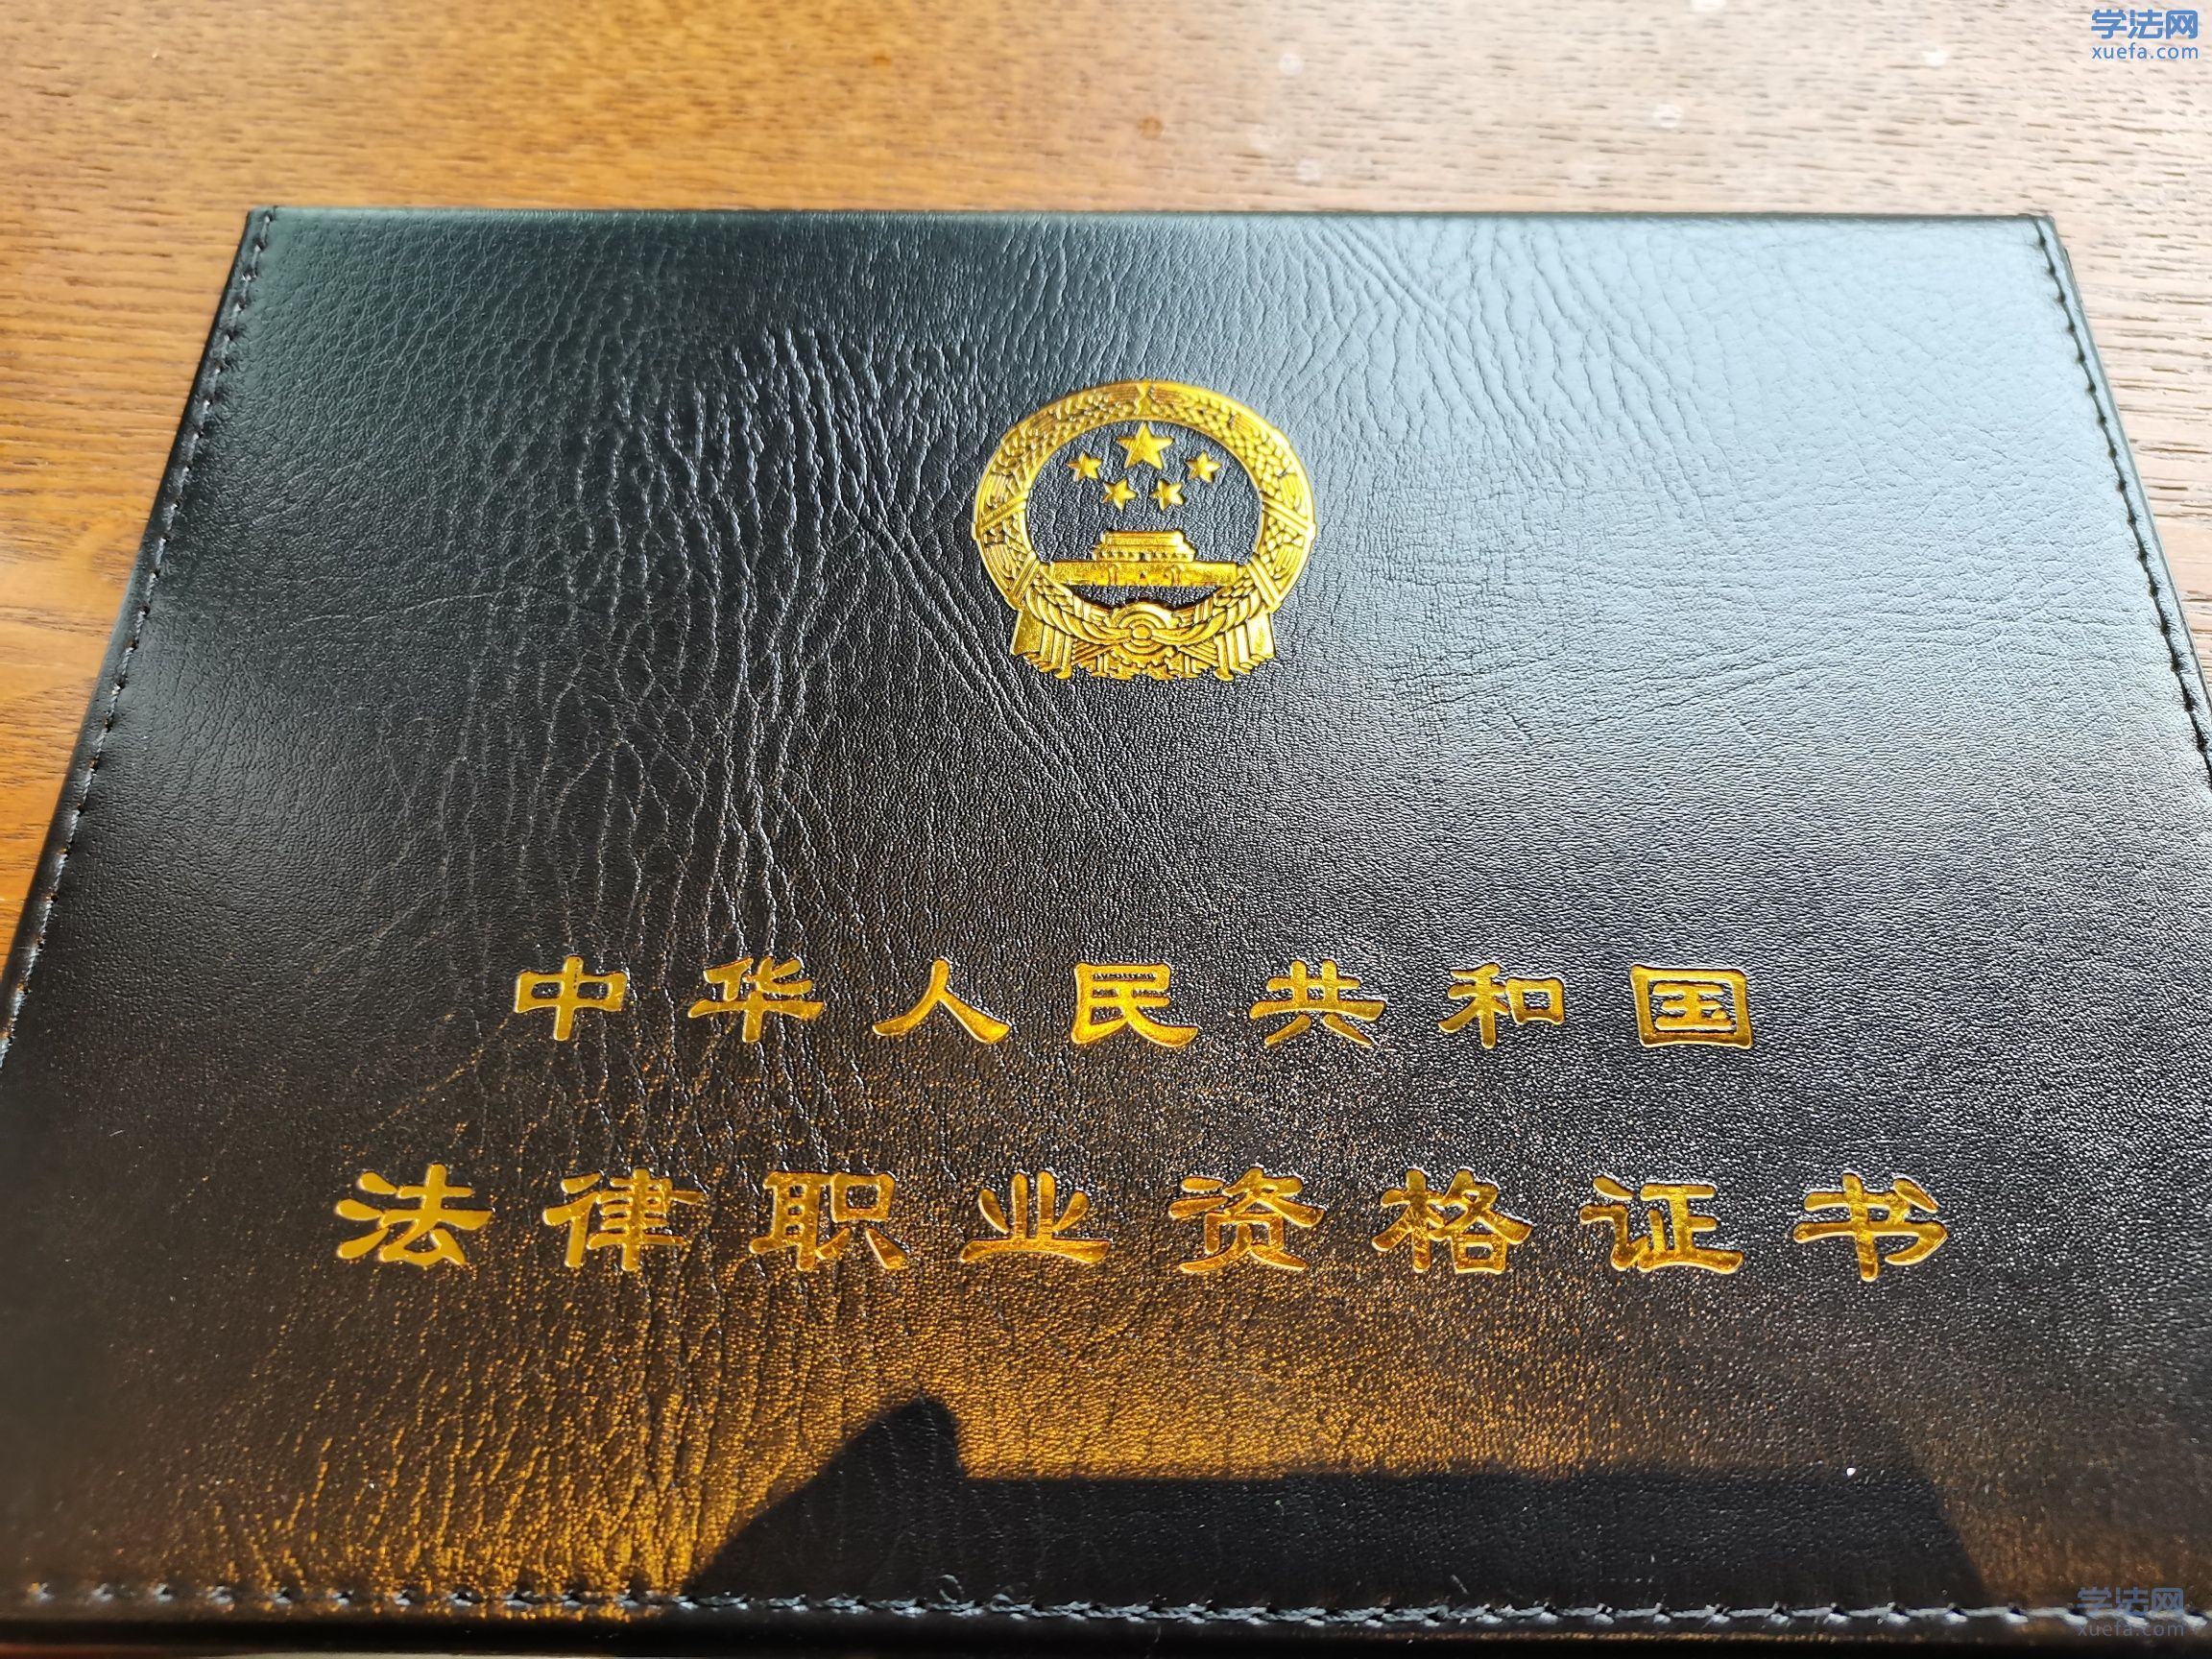 学法网
xuefa.com
中华人民共和国
法律职业资格证书
学法网
xuefa.com